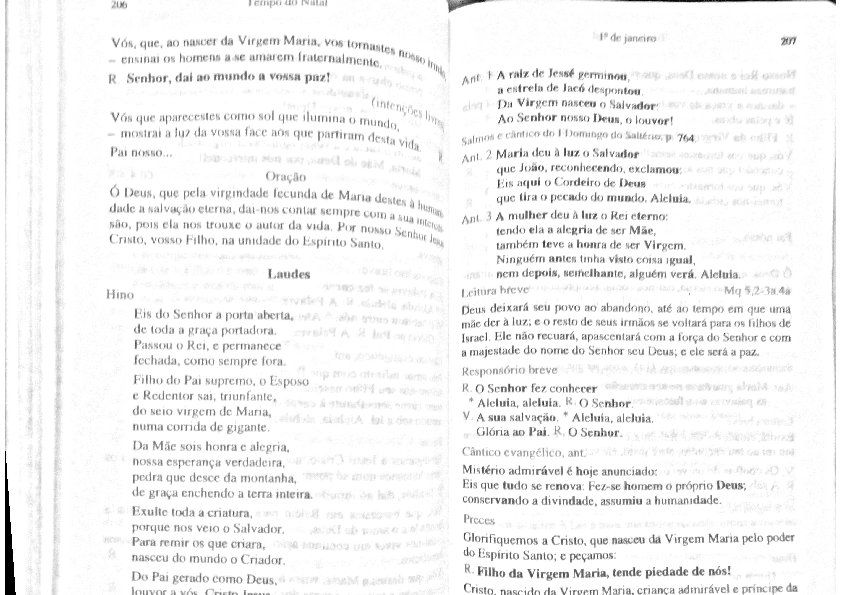 206
Tempo do Natal
Vós, que, ao nascer da Virgem Maria, vos tornastes nosso irmão
– ensinai os homens a se amarem fraternalmente,
R. Senhor, dai ao mundo a vossa paz!
(intenções livres
Vós que aparecestes como sol que ilumina o mundo,
– mostrai a luz da vossa face aos que partiram desta vida.
R.
Pai nosso...
Oração
Ó Deus, que pela virgindade fecunda de Maria destes à humani-
dade a salvação eterna, dai-nos contar sempre com a sua interces-
são, pois ela nos trouxe o autor da vida. Por nosso Senhor Jesus
Cristo, vosso Filho, na unidade do Espírito Santo.
Laudes
Hino
Eis do Senhor a porta aberta,
de toda a graça portadora.
Passou o Rei, e permanece
fechada, como sempre fora.
Filho do Pai supremo, o Esposo
e Redentor sai, triunfante,
do seio virgem de Maria,
numa corrida de gigante.
Da Mãe sois honra e alegria,
nossa esperança verdadeira,
pedra que desce da montanha,
de graça enchendo a terra inteira.
Exulte toda a criatura,
porque nos veio o Salvador.
Para remir os que criara,
nasceu do mundo o Criador.
Do Pai gerado como Deus,
louvor a vós, Cristo Jesus
1º de janeiro
207
Ant. 1 A raiz de Jessé germinou,
a estrela de Jacó despontou.
Da Virgem nasceu o Salvador:
Ao Senhor nosso Deus, o louvor!
Salmos e cântico do I Domingo do Saltério, p. 764.
Ant. 2 Maria deu à luz o Salvador
que João, reconhecendo, exclamou:
Eis aqui o Cordeiro de Deus
que tira o pecado do mundo. Aleluia.
Ant. 3 A mulher deu à luz o Rei eterno:
tendo ela a alegria de ser Mãe,
também teve a honra de ser Virgem.
Ninguém antes tinha visto coisa igual,
nem depois, semelhante, alguém verá. Aleluia.
Leitura breve Mq 5,2-3a.4a
Deus deixará seu povo ao abandono, até ao tempo em que uma
mãe der à luz; e o resto de seus irmãos se voltará para os filhos de
Israel. Ele não recuará, apascentará com a força do Senhor e com
a majestade do nome do Senhor seu Deus; e ele será a paz.
Responsório breve
R. O Senhor fez conhecer
* Aleluia, aleluia. R. O Senhor.
V. A sua salvação. * Aleluia, aleluia.
Glória ao Pai. R. O Senhor.
Cântico evangélico, ant.
Mistério admirável é hoje anunciado:
Eis que tudo se renova: Fez-se homem o próprio Deus;
conservando a divindade, assumiu a humanidade.
Preces
Glorifiquemos a Cristo, que nasceu da Virgem Maria pelo poder
do Espírito Santo; e peçamos:
R. Filho da Virgem Maria, tende piedade de nós!
Cristo, nascido da Virgem Maria, criança admirável e príncipe da